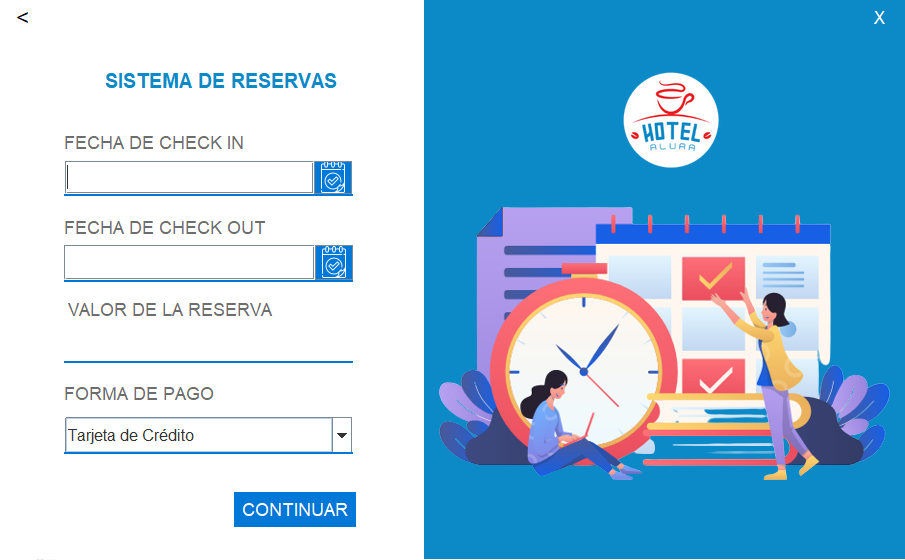 <
X
SISTEMA DE RESERVAS
HOTEL
ALURA
FECHA DE CHECK IN
FECHA DE CHECK OUT
VALOR DE LA RESERVA
FORMA DE PAGO
Tarjeta de Crédito
CONTINUAR